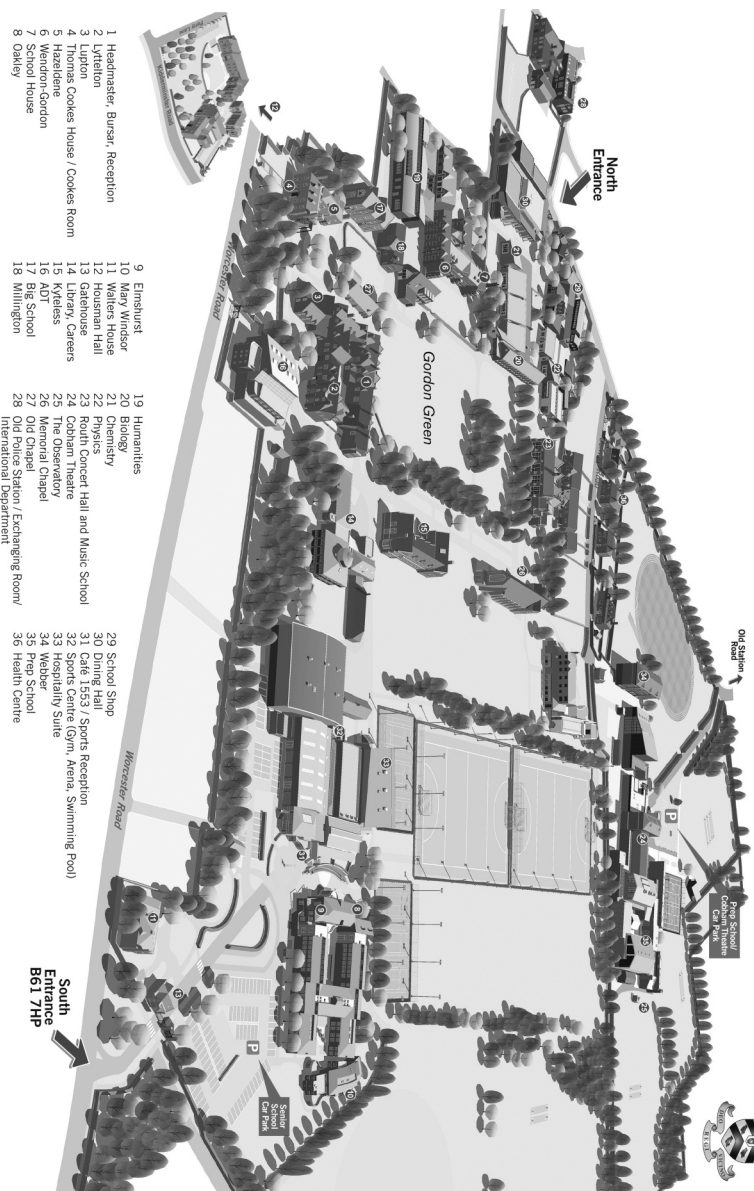 North
Entrance
Old Station
Road
Prep School/
Cobham Theatre
Car Park
Gordon Green
Worcester Road
Worcester Road
Senior
School
Car Park
South
Entrance
B61 7HP
P
P
DEO
REGI
VICINO
1 Headmaster, Bursar, Reception
2 Lyttelton
3 Lupton
4 Thomas Cookes House / Cookes Room
5 Hazeldene
6 Wendron-Gordon
7 School House
8 Oakley
9 Elmshurst
10 Mary Windsor
11 Walters House
12 Housman Hall
13 Gatehouse
14 Library, Careers
15 Kyteless
16 ADT
17 Big School
18 Millington
19 Humanities
20 Biology
21 Chemistry
22 Physics
23 Routh Concert Hall and Music School
24 Cobham Theatre
25 The Observatory
26 Memorial Chapel
27 Old Chapel
28 Old Police Station / Exchanging Room/
International Department
29 School Shop
30 Dining Hall
31 Café 1553 / Sports Reception
32 Sports Centre (Gym, Arena, Swimming Pool)
33 Hospitality Suite
34 Webber
35 Prep School
36 Health Centre